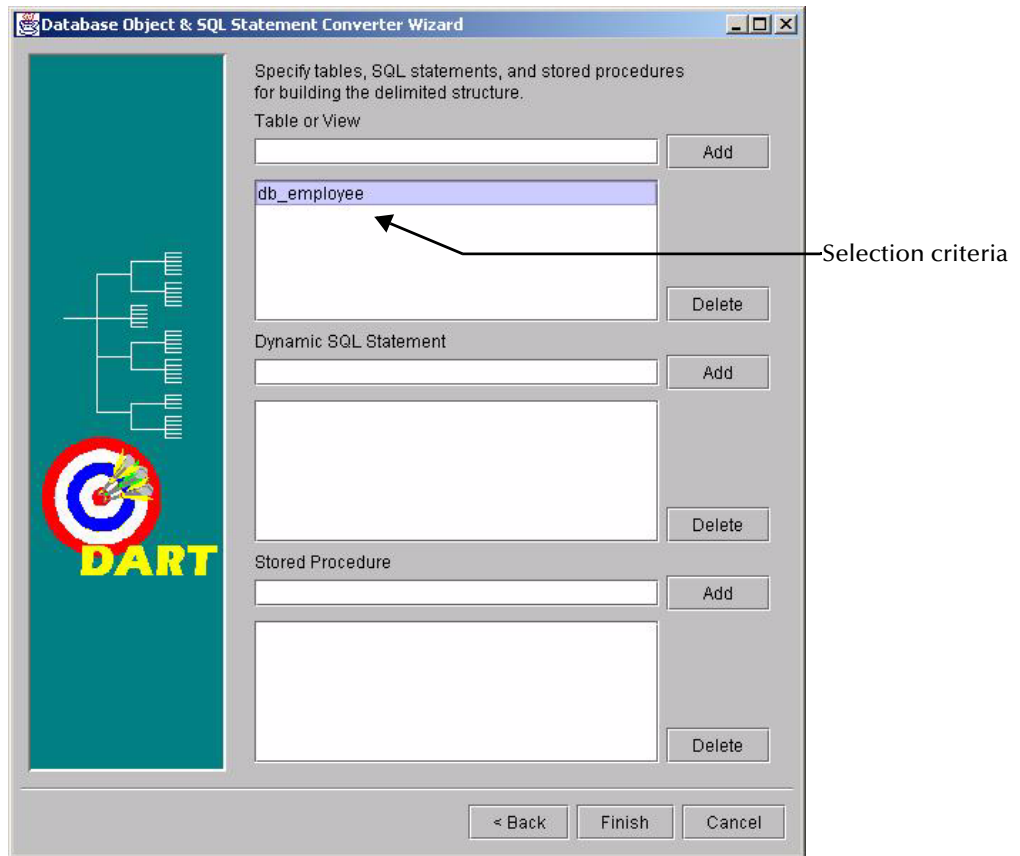 Database Object & SQL Statement Converter Wizard
Specify tables, SQL statements, and stored procedures
for building the delimited structure.
Table or View
Add
db_employee
Selection criteria
Delete
Dynamic SQL Statement
Add
Delete
DART
Stored Procedure
Add
Delete
< Back
Finish
Cancel